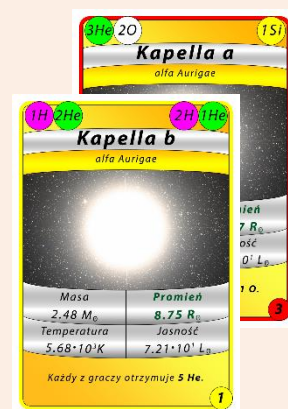 3He 2O 1Si
Kapella a
alfa Aurigae
1H 2He 2H 1He
Kapella b
alfa Aurigae
Masa Promień
2.48 M☉ 8.75 R☉
Temperatura Jasność
5.68·10³K 7.21·10¹ L☉
Każdy z graczy otrzymuje 5 He.
1
3